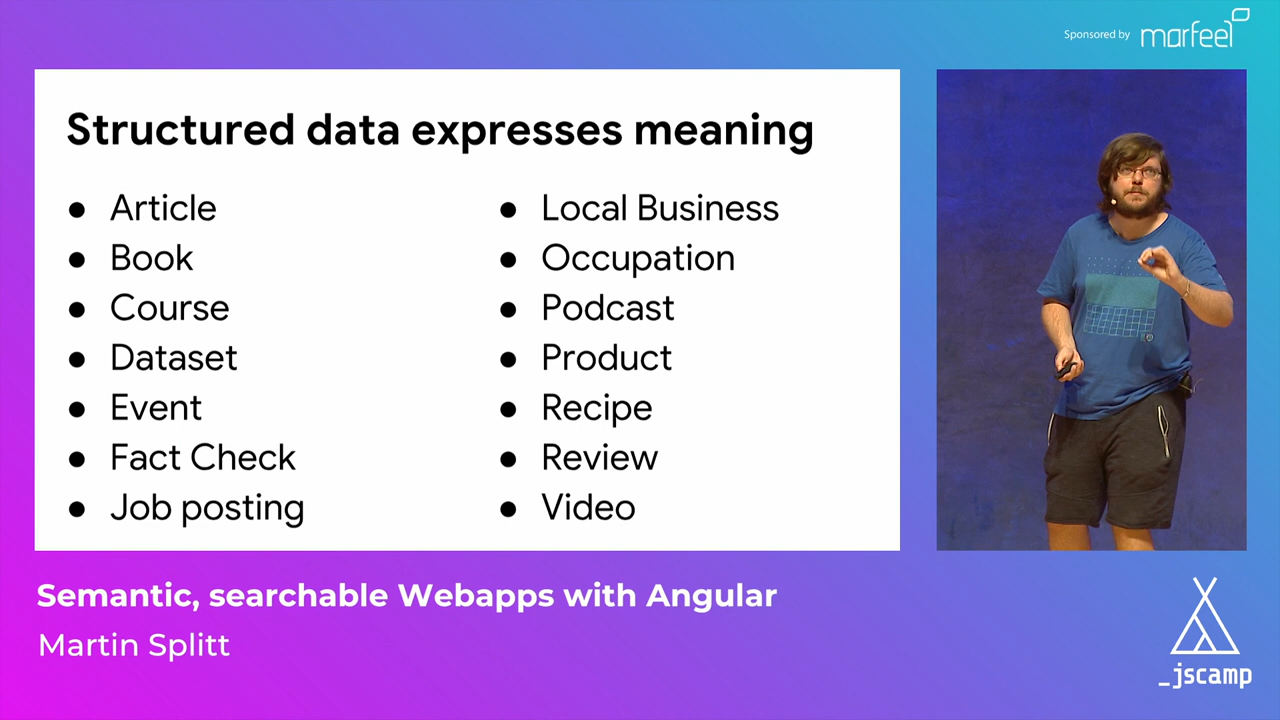 Sponsored by marfeel
Structured data expresses meaning
● Article
● Book
● Course
● Dataset
● Event
● Fact Check
● Job posting
● Local Business
● Occupation
● Podcast
● Product
● Recipe
● Review
● Video
Semantic, searchable Webapps with Angular
Martin Splitt
_jscamp